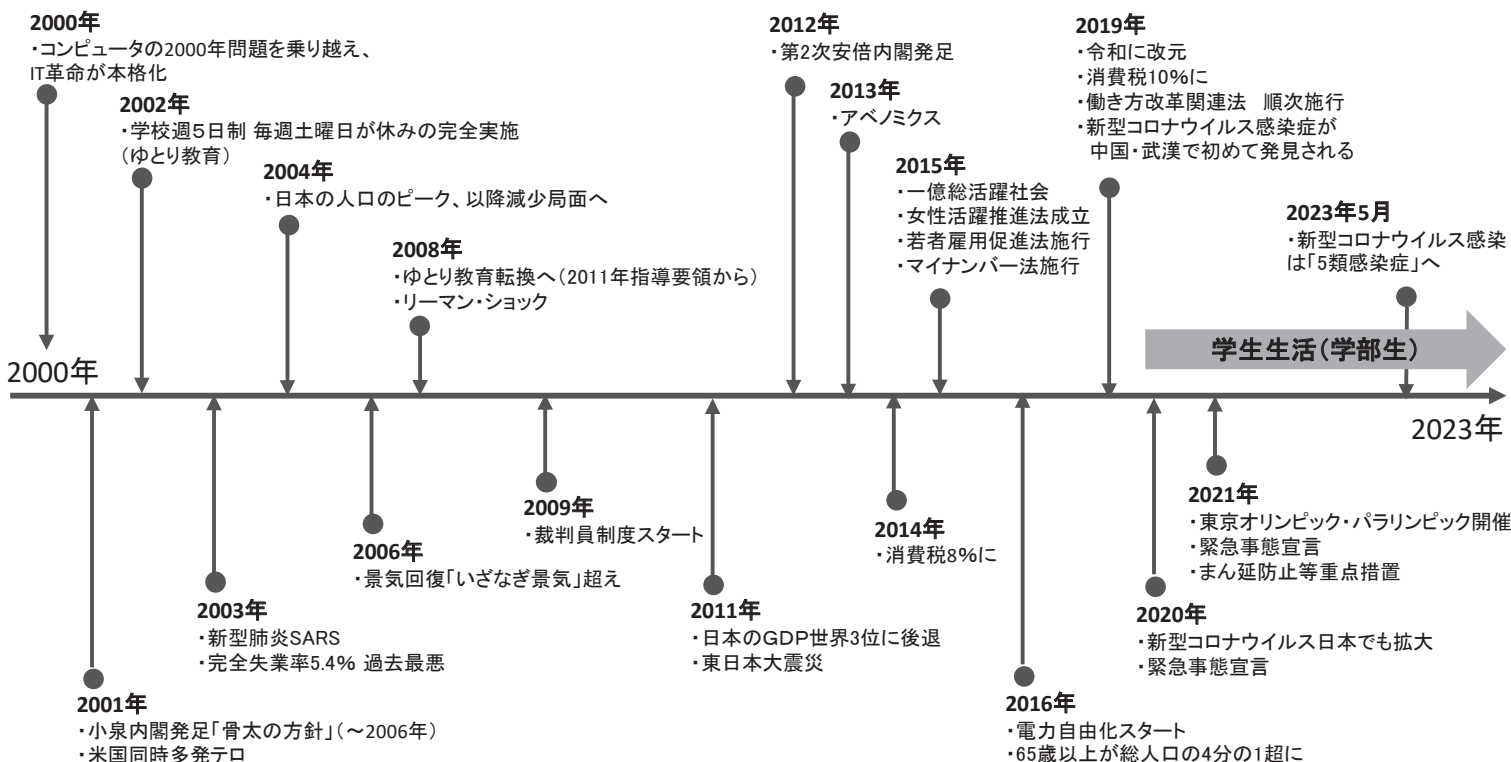 2000年
・コンピュータの2000年問題を乗り越え、
IT革命が本格化
2002年
・学校週5日制 毎週土曜日が休みの完全実施
(ゆとり教育)
2004年
・日本の人口のピーク、以降減少局面へ
2008年
・ゆとり教育転換へ(2011年指導要領から)
・リーマン・ショック
2012年
・第2次安倍内閣発足
2013年
・アベノミクス
2015年
・一億総活躍社会
・女性活躍推進法成立
・若者雇用促進法施行
・マイナンバー法施行
2019年
・令和に改元
・消費税10%に
・働き方改革関連法 順次施行
・新型コロナウイルス感染症が
中国・武漢で初めて発見される
2023年5月
・新型コロナウイルス感染
は「5類感染症」へ
学生生活(学部生)
2000年
2023年
2001年
・小泉内閣発足「骨太の方針」(~2006年)
・米国同時多発テロ
2003年
・新型肺炎SARS
・完全失業率5.4% 過去最悪
2006年
・景気回復「いざなぎ景気」超え
2009年
・裁判員制度スタート
2011年
・日本のGDP世界3位に後退
・東日本大震災
2014年
・消費税8%に
2016年
・電力自由化スタート
・65歳以上が総人口の4分の1超に
2020年
・新型コロナウイルス日本でも拡大
・緊急事態宣言
2021年
・東京オリンピック・パラリンピック開催
・緊急事態宣言
・まん延防止等重点措置